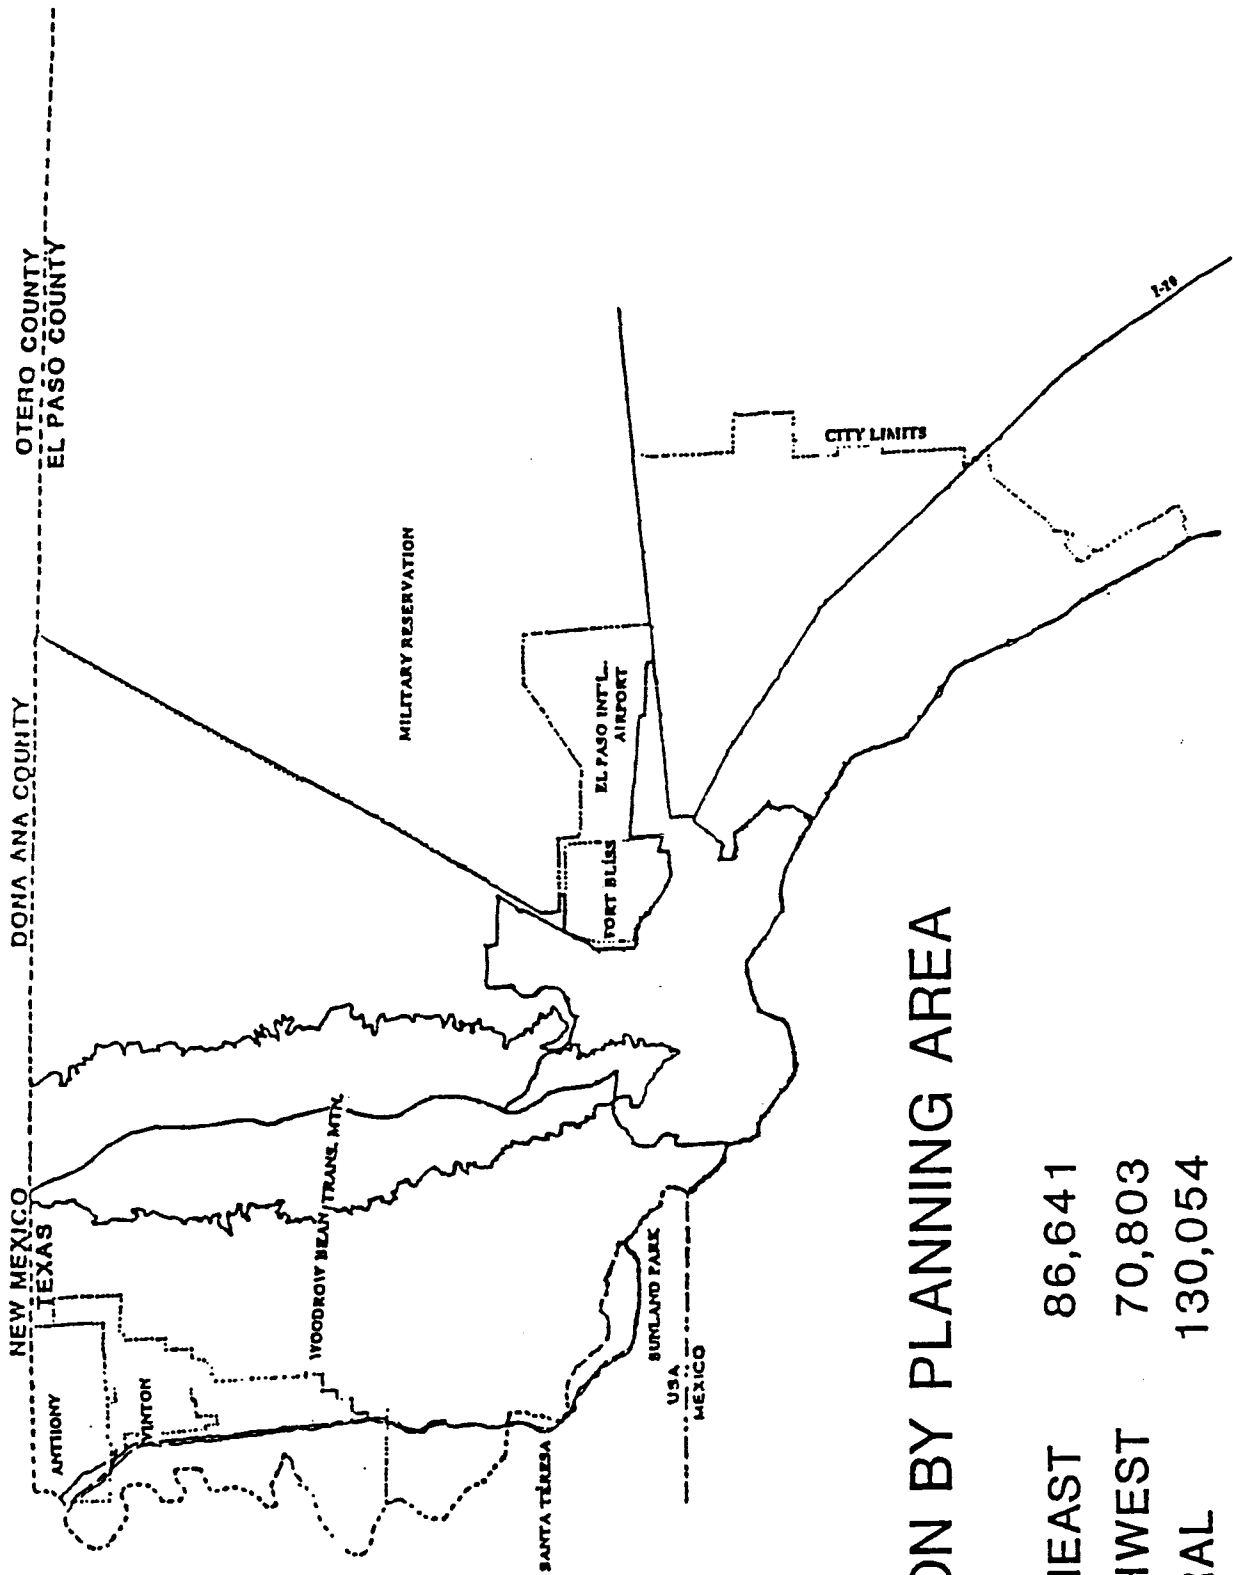 NEW MEXICO
TEXAS
DONA ANA COUNTY
OTERO COUNTY
EL PASO COUNTY
ANTHONY
VINTON
WOODROW BEAN/TRANS. MTN.
MILITARY RESERVATION
SANTA TERESA
SUNLAND PARK
USA
MEXICO
FORT BLISS
EL PASO INT'L.
AIRPORT
CITY LIMITS
I-10
ON BY PLANNING AREA
HEAST 86,641
HWEST 70,803
RAL 130,054